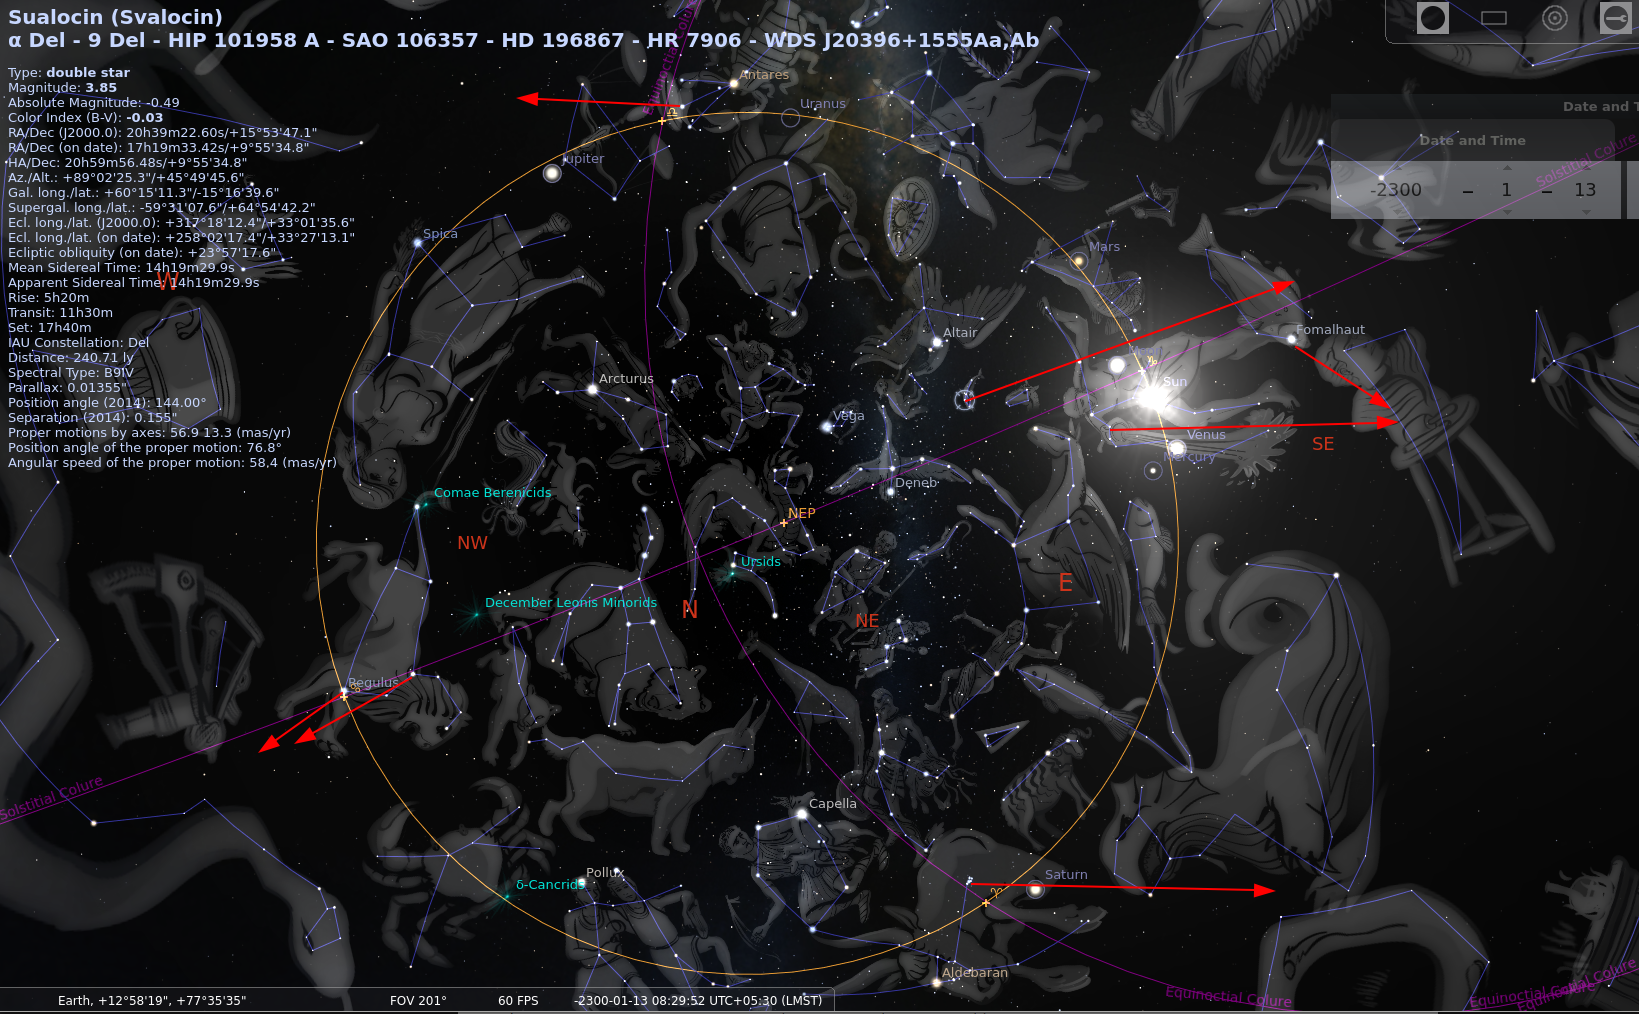 Sualocin (Svalocin)
α Del - 9 Del - HIP 101958 A - SAO 106357 - HD 196867 - HR 7906 - WDS J20396+1555Aa,Ab
Type: double star
Magnitude: 3.85
Absolute Magnitude: -0.49
Color Index (B-V): -0.03
RA/Dec (J2000.0): 20h39m22.60s/+15°53'47.1"
RA/Dec (on date): 17h19m33.42s/+9°55'34.8"
HA/Dec: 20h59m56.48s/+9°55'34.8"
Az./Alt.: +89°02'25.3"/+45°49'45.6"
Gal. long./lat.: +60°15'11.3"/-15°16'39.6"
Supergal. long./lat.: -59°31'07.6"/+64°54'42.2"
Ecl. long./lat. (J2000.0): +317°18'12.4"/+33°01'35.6"
Ecl. long./lat. (on date): +258°02'17.4"/+33°27'13.1"
Ecliptic obliquity (on date): +23°57'17.6"
Mean Sidereal Time: 14h19m29.9s
Apparent Sidereal Time: 14h19m29.9s
Rise: 5h20m
Transit: 11h30m
Set: 17h40m
IAU Constellation: Del
Distance: 240.71 ly
Spectral Type: B9IV
Parallax: 0.01355"
Position angle (2014): 144.00°
Separation (2014): 0.155"
Proper motions by axes: 56.9 13.3 (mas/yr)
Position angle of the proper motion: 76.8°
Angular speed of the proper motion: 58.4 (mas/yr)
Date and T
Date and Time
-2300 – 1 – 13
Equinoctial Colure
Solstitial Colure
Antares
Uranus
Jupiter
Spica
Mars
W
Altair
Fomalhaut
Sun
Arcturus
Vega
Venus
SE
Mercury
Deneb
Comae Berenicids
NEP
NW
Ursids
E
December Leonis Minorids
N
NE
Regulus
Solstitial Colure
Capella
Pollux
Saturn
δ-Cancrids
Aldebaran
Equinoctial Colure
Equinoctial Colure
Equinoctial Colure
Earth, +12°58'19", +77°35'35"
FOV 201°
60 FPS
-2300-01-13 08:29:52 UTC+05:30 (LMST)